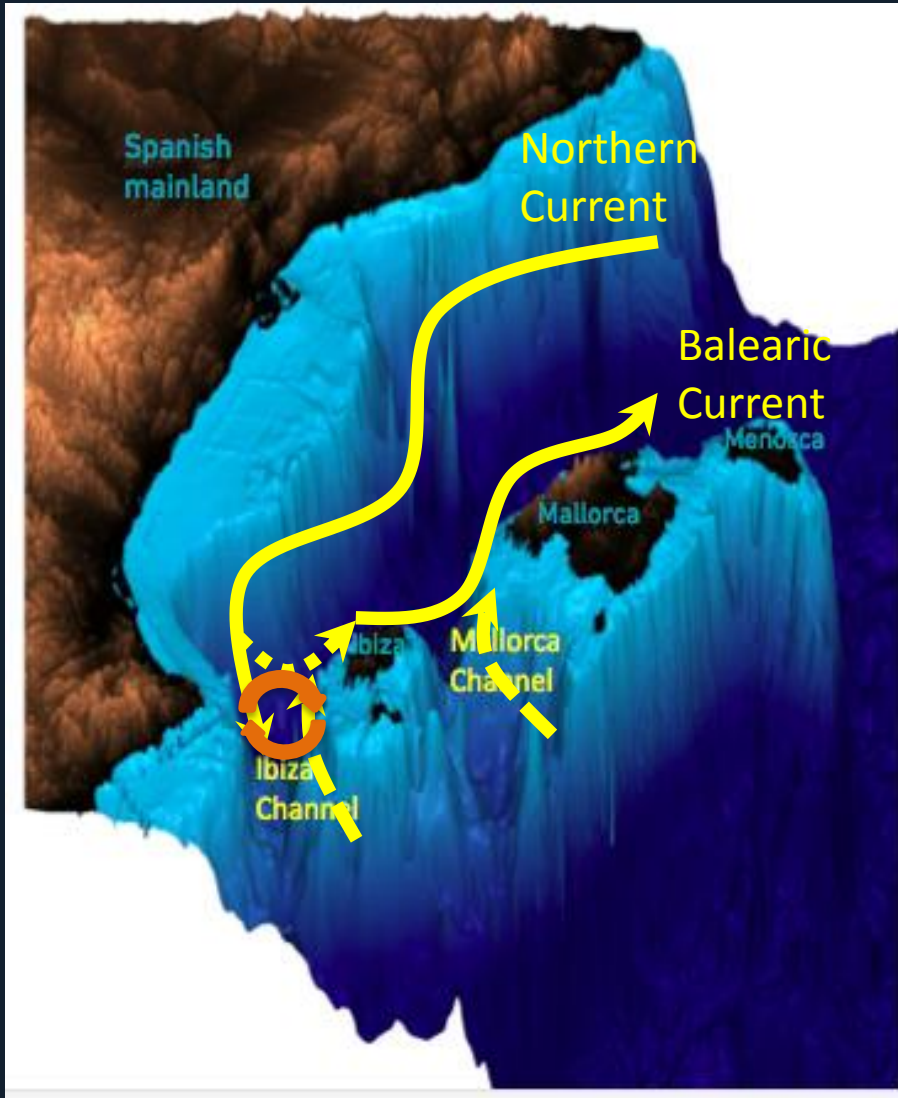 Spanish
mainland
Northern
Current
Balearic
Current
Menorca
Mallorca
Ibiza
Mallorca
Channel
Ibiza
Channel